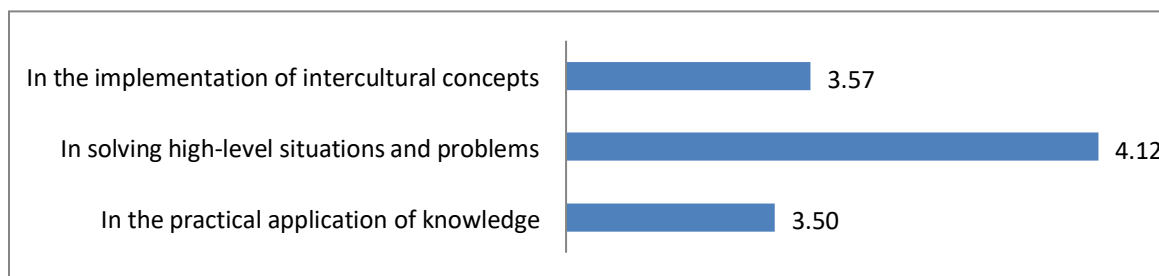 In the implementation of intercultural concepts 3.57
In solving high-level situations and problems 4.12
In the practical application of knowledge 3.50